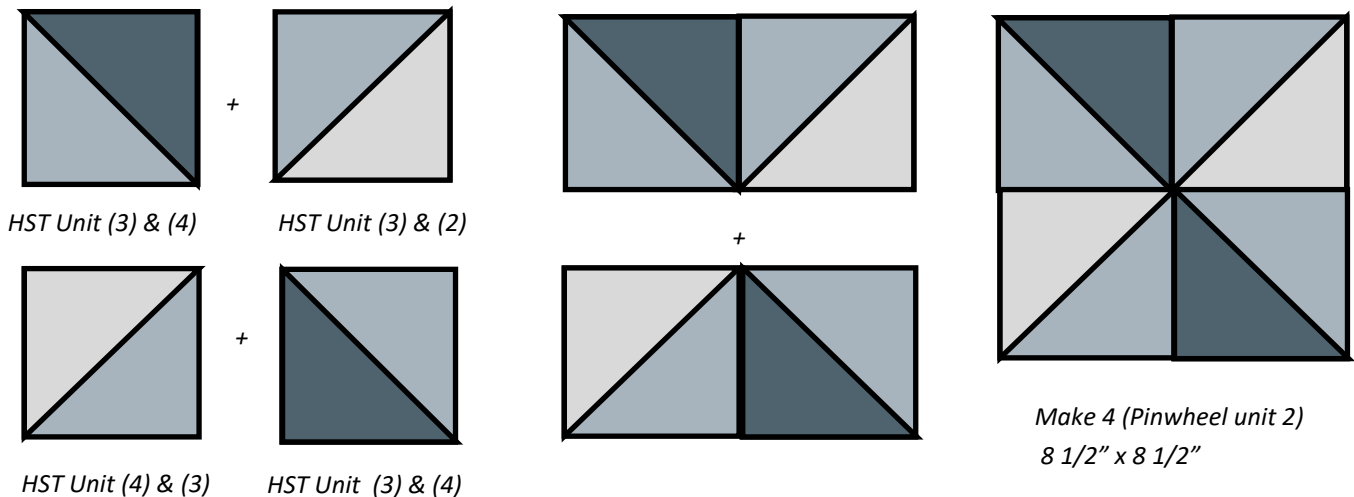 +
HST Unit (3) & (4)
HST Unit (3) & (2)
+
+
HST Unit (4) & (3)
HST Unit (3) & (4)
Make 4 (Pinwheel unit 2)
8 1/2” x 8 1/2”